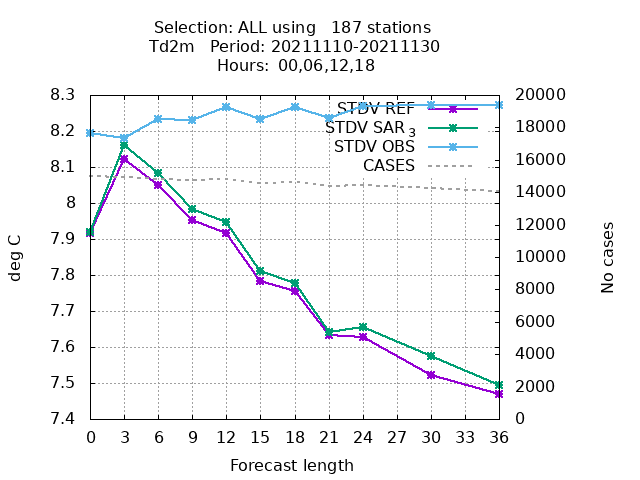 Selection: ALL using   187 stations
Td2m   Period: 20211110-20211130
Hours: 00,06,12,18
STDV REF
STDV SAR 3
STDV OBS
CASES
8.3
8.2
8.1
8
7.9
7.8
7.7
7.6
7.5
7.4
deg C
20000
18000
16000
14000
12000
10000
8000
6000
4000
2000
0
No cases
0 3 6 9 12 15 18 21 24 27 30 33 36
Forecast length